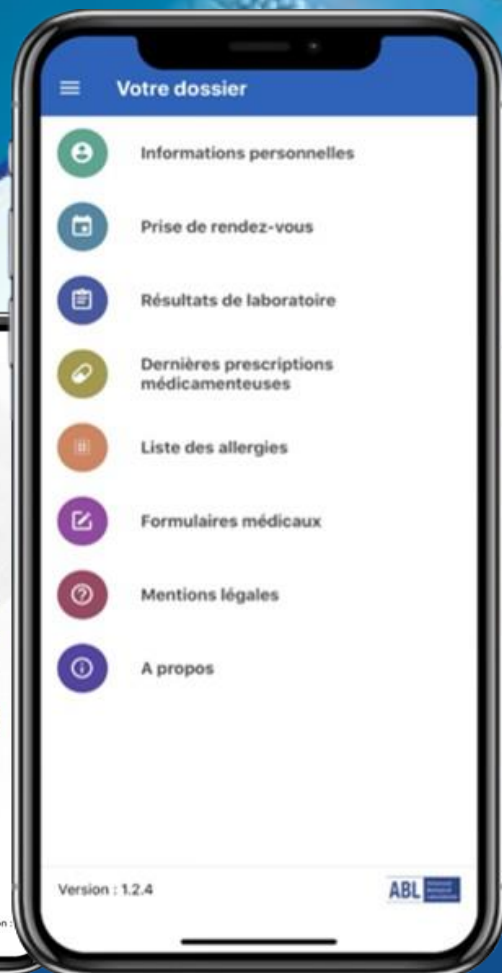 Votre dossier
Informations personnelles
Prise de rendez-vous
Résultats de laboratoire
Dernières prescriptions
médicamenteuses
Liste des allergies
Formulaires médicaux
Mentions légales
A propos
Version : 1.2.4
ABL